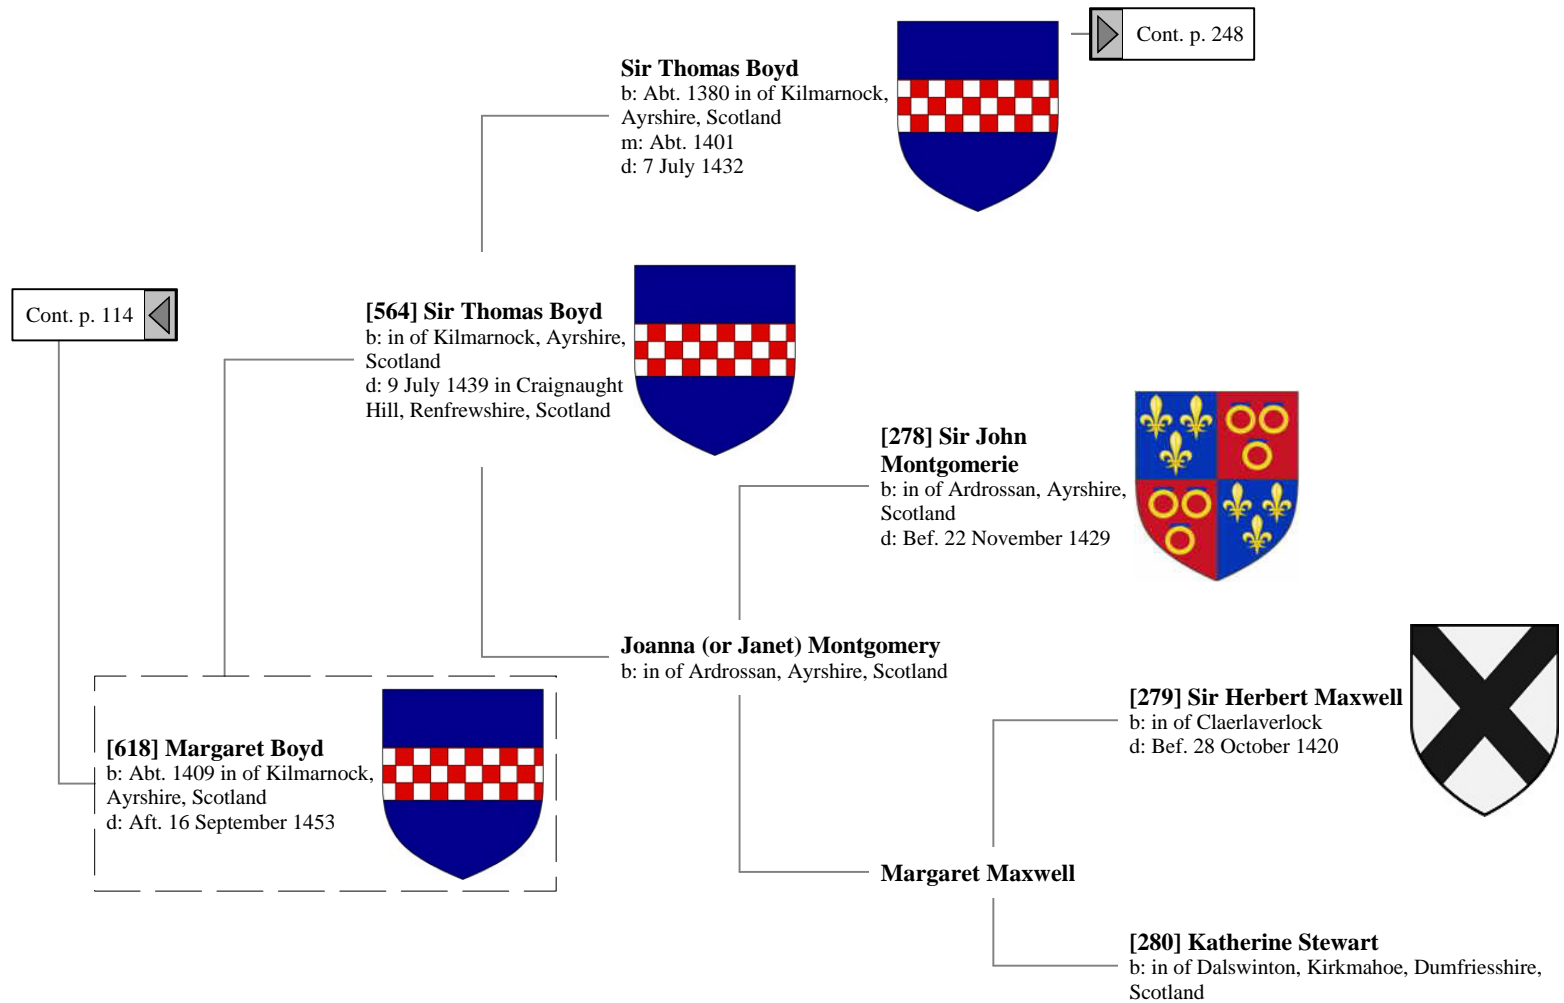 Cont. p. 248
Sir Thomas Boyd
b: Abt. 1380 in of Kilmarnock,
Ayrshire, Scotland
m: Abt. 1401
d: 7 July 1432
Cont. p. 114
[564] Sir Thomas Boyd
b: in of Kilmarnock, Ayrshire,
Scotland
d: 9 July 1439 in Craignaught
Hill, Renfrewshire, Scotland
[278] Sir John
Montgomerie
b: in of Ardrossan, Ayrshire,
Scotland
d: Bef. 22 November 1429
Joanna (or Janet) Montgomery
b: in of Ardrossan, Ayrshire, Scotland
[618] Margaret Boyd
b: Abt. 1409 in of Kilmarnock,
Ayrshire, Scotland
d: Aft. 16 September 1453
[279] Sir Herbert Maxwell
b: in of Claerlaverlock
d: Bef. 28 October 1420
Margaret Maxwell
[280] Katherine Stewart
b: in of Dalswinton, Kirkmahoe, Dumfriesshire,
Scotland